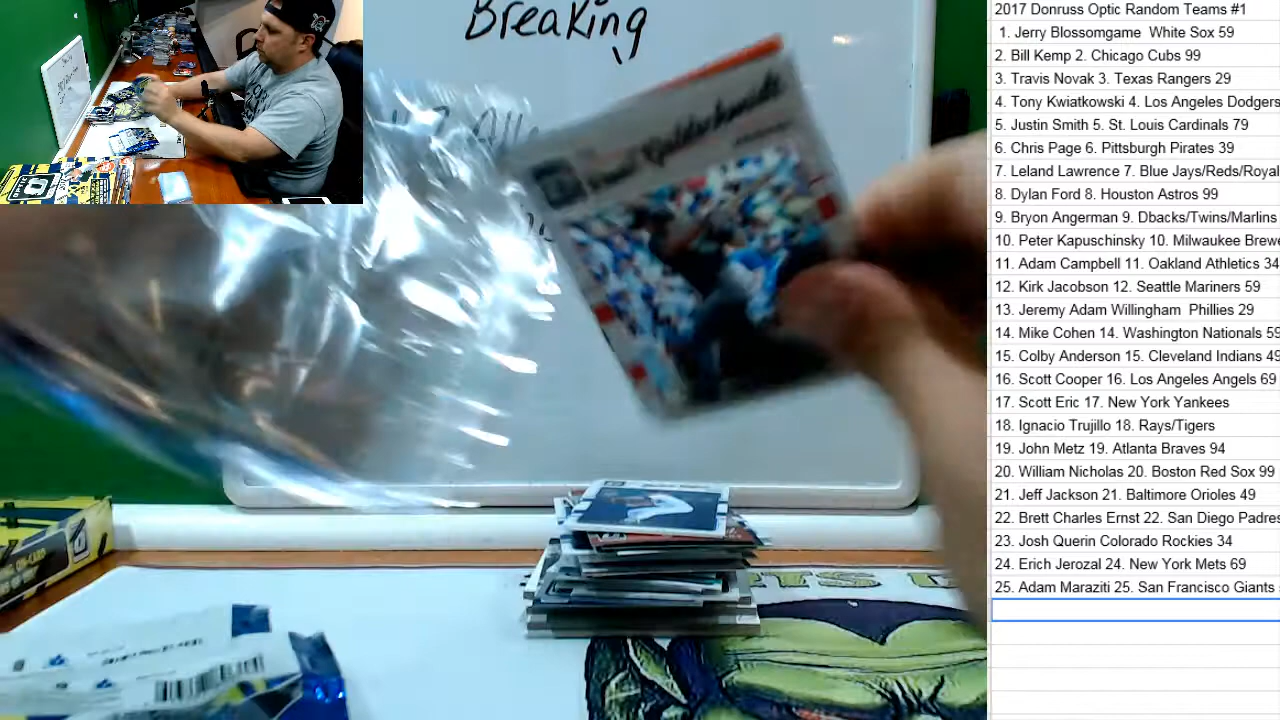 Breaking
Paul Goldschmidt
2017 Donruss Optic Random Teams #1
1. Jerry Blossomgame  White Sox 59
2. Bill Kemp 2. Chicago Cubs 99
3. Travis Novak 3. Texas Rangers 29
4. Tony Kwiatkowski 4. Los Angeles Dodgers
5. Justin Smith 5. St. Louis Cardinals 79
6. Chris Page 6. Pittsburgh Pirates 39
7. Leland Lawrence 7. Blue Jays/Reds/Royal
8. Dylan Ford 8. Houston Astros 99
9. Bryon Angerman 9. Dbacks/Twins/Marlins
10. Peter Kapuschinsky 10. Milwaukee Brewe
11. Adam Campbell 11. Oakland Athletics 34
12. Kirk Jacobson 12. Seattle Mariners 59
13. Jeremy Adam Willingham  Phillies 29
14. Mike Cohen 14. Washington Nationals 59
15. Colby Anderson 15. Cleveland Indians 49
16. Scott Cooper 16. Los Angeles Angels 69
17. Scott Eric 17. New York Yankees
18. Ignacio Trujillo 18. Rays/Tigers
19. John Metz 19. Atlanta Braves 94
20. William Nicholas 20. Boston Red Sox 99
21. Jeff Jackson 21. Baltimore Orioles 49
22. Brett Charles Ernst 22. San Diego Padres
23. Josh Querin Colorado Rockies 34
24. Erich Jerozal 24. New York Mets 69
25. Adam Maraziti 25. San Francisco Giants